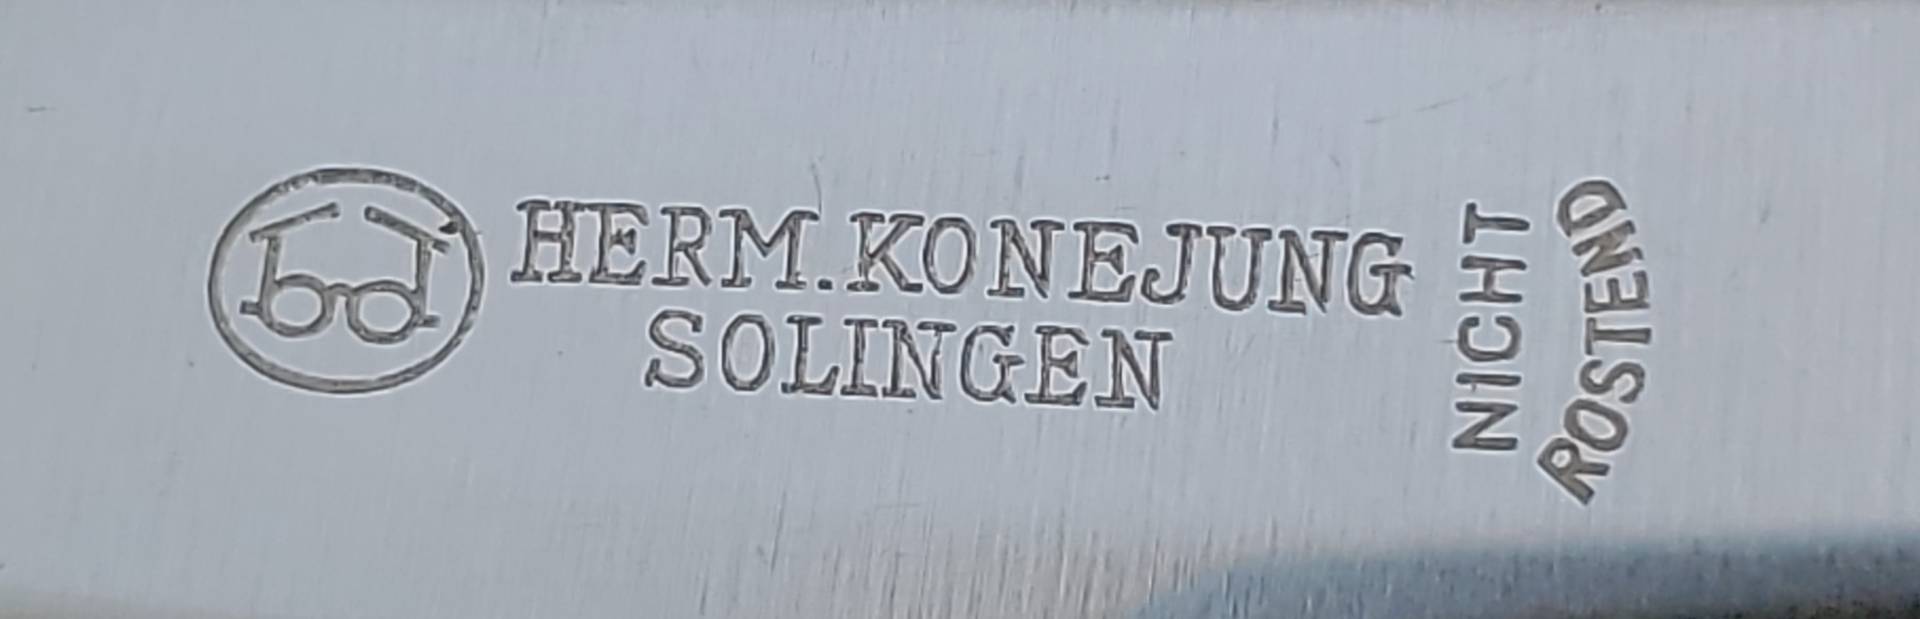 HERM.KONEJUNG
SOLINGEN
NICHT
ROSTEND